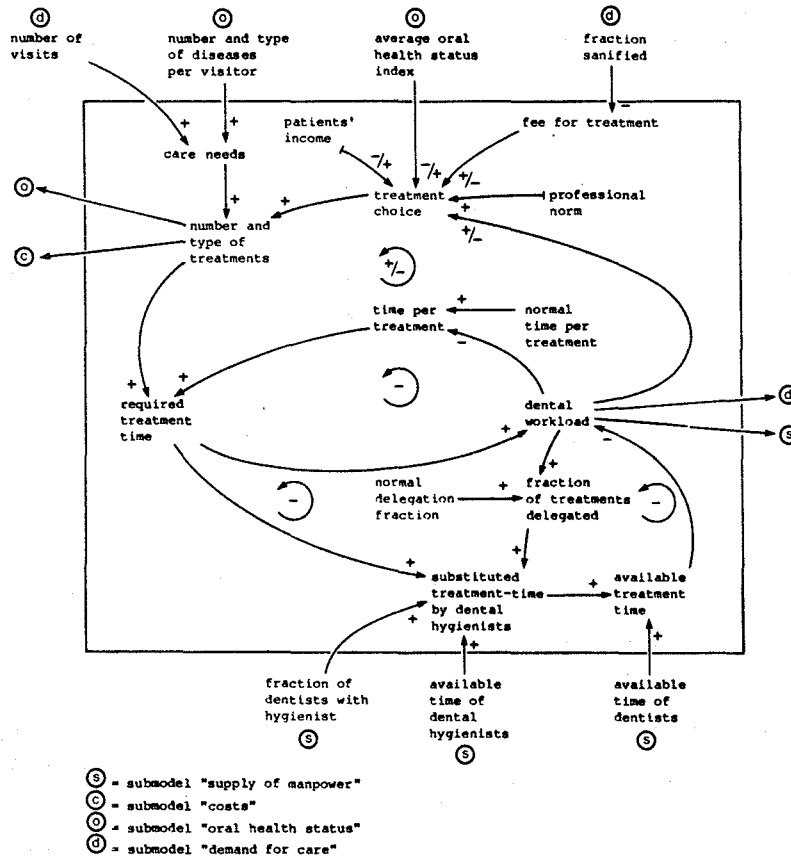 d o o d
number of visits
number and type of diseases per visitor
average oral health status index
fraction sanified
+ +
patients' income
-
fee for treatment
care needs
-/+ -/+ +/-
o
+
+
treatment choice
+
professional norm
number and type of treatments
+/-
c
+/-
time per treatment
+
normal time per treatment
-
-
+ +
required treatment time
dental workload
d
s
+
-
+
normal delegation fraction
+
fraction of treatments delegated
-
-
+
+
substituted treatment-time by dental hygienists
+
available treatment time
+
+
+
fraction of dentists with hygienist
s
available time of dental hygienists
s
available time of dentists
s
s = submodel "supply of manpower"
c = submodel "costs"
o = submodel "oral health status"
d = submodel "demand for care"